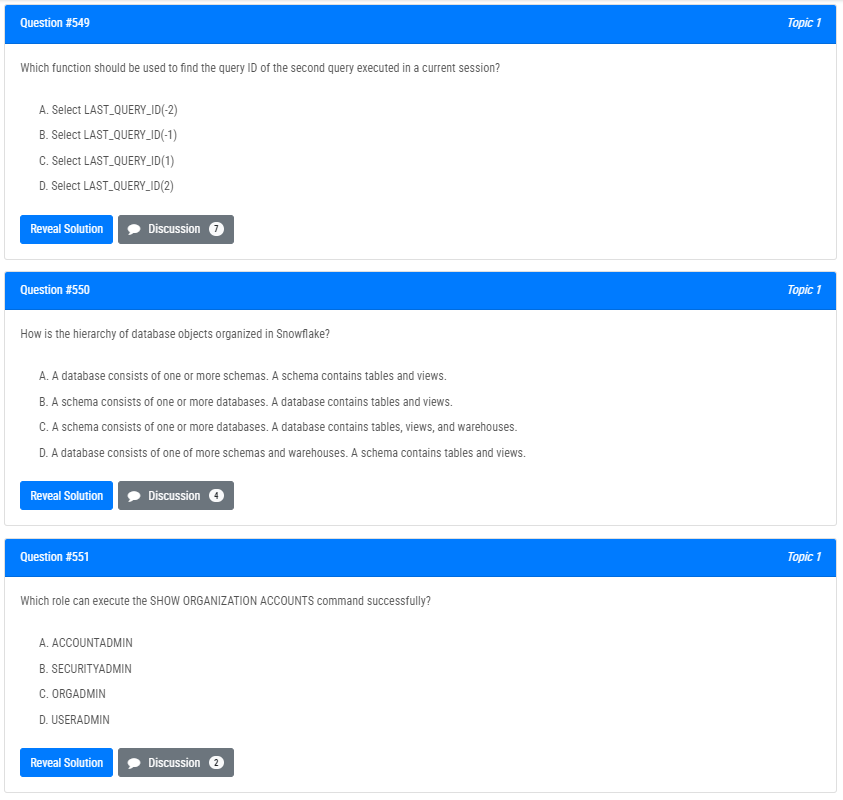 Question #549 Topic 1
Which function should be used to find the query ID of the second query executed in a current session?
A. Select LAST_QUERY_ID(-2)
B. Select LAST_QUERY_ID(-1)
C. Select LAST_QUERY_ID(1)
D. Select LAST_QUERY_ID(2)
Reveal Solution Discussion 7
Question #550 Topic 1
How is the hierarchy of database objects organized in Snowflake?
A. A database consists of one or more schemas. A schema contains tables and views.
B. A schema consists of one or more databases. A database contains tables and views.
C. A schema consists of one or more databases. A database contains tables, views, and warehouses.
D. A database consists of one of more schemas and warehouses. A schema contains tables and views.
Reveal Solution Discussion 4
Question #551 Topic 1
Which role can execute the SHOW ORGANIZATION ACCOUNTS command successfully?
A. ACCOUNTADMIN
B. SECURITYADMIN
C. ORGADMIN
D. USERADMIN
Reveal Solution Discussion 2